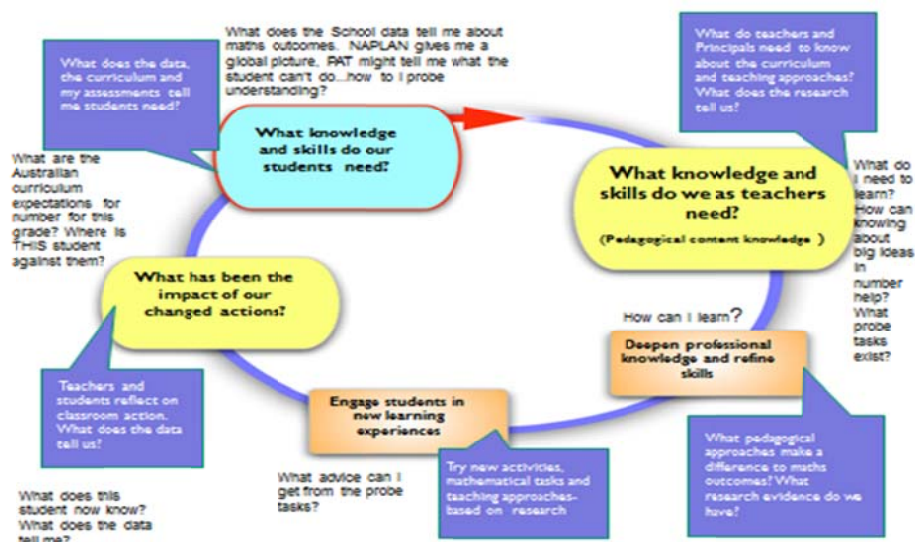 What does the School data tell me about
maths outcomes. NAPLAN gives me a
global picture, PAT might tell me what the
student can't do...how to I probe
understanding?
What does the data,
the curriculum and
my assessments tell
me students need?
What knowledge
and skills do our
students need?
What do teachers and
Principals need to know
about the curriculum
and teaching approaches?
What does the research
tell us?
What knowledge and
skills do we as teachers
need?
(Pedagogical content knowledge )
What do
I need to
learn?
How can
knowing
about
big ideas
in
number
help?
What
probe
tasks
exist?
How can I learn?
Deepen professional
knowledge and refine
skills
What pedagogical
approaches make a
difference to maths
outcomes? What
research evidence do we
have?
Engage students in
new learning
experiences
Try new activities,
mathematical tasks and
teaching approaches-
based on research
What advice can I
get from the probe
tasks?
What are the
Australian
curriculum
expectations for
number for this
grade? Where is
THIS student
against them?
What has been the
impact of our
changed actions?
Teachers and
students reflect on
classroom action.
What does the data
tell us?
What does this
student now know?
What does the data
tell me?